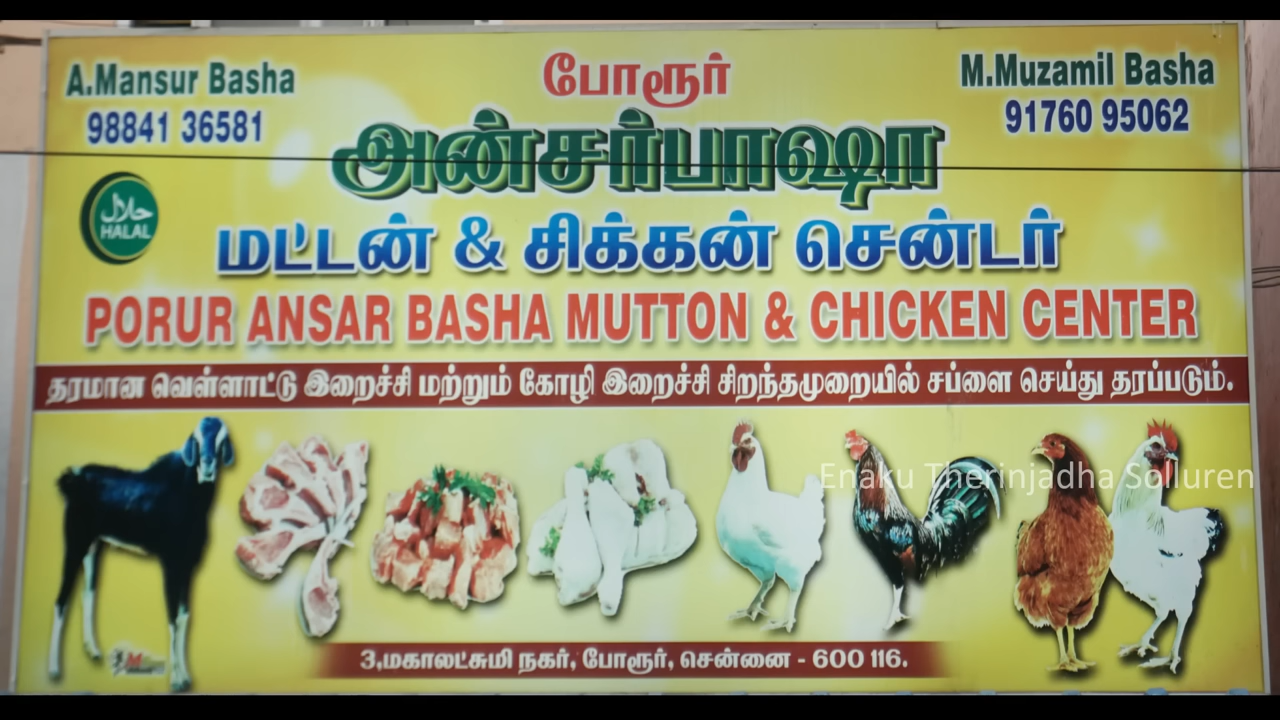 A.Mansur Basha
98841 36581
போரூர்
M.Muzamil Basha
91760 95062
அன்சர்பாஷா
حلال
HALAL
மட்டன் & சிக்கன் சென்டர்
PORUR ANSAR BASHA MUTTON & CHICKEN CENTER
தரமான வெள்ளாட்டு இறைச்சி மற்றும் கோழி இறைச்சி சிறந்தமுறையில் சப்ளை செய்து தரப்படும்.
Enaku Therinjadha Solluren
3,மகாலட்சுமி நகர், போரூர், சென்னை - 600 116.